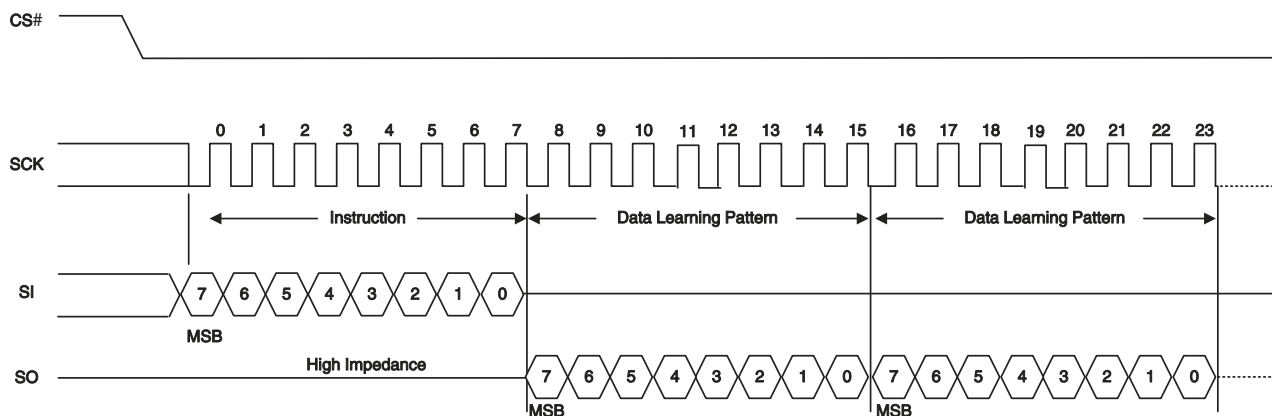 CS#
0 1 2 3 4 5 6 7 8 9 10 11 12 13 14 15 16 17 18 19 20 21 22 23
SCK
Instruction Data Learning Pattern Data Learning Pattern
SI 7 6 5 4 3 2 1 0
MSB
High Impedance
SO 7 6 5 4 3 2 1 0 7 6 5 4 3 2 1 0
MSB MSB